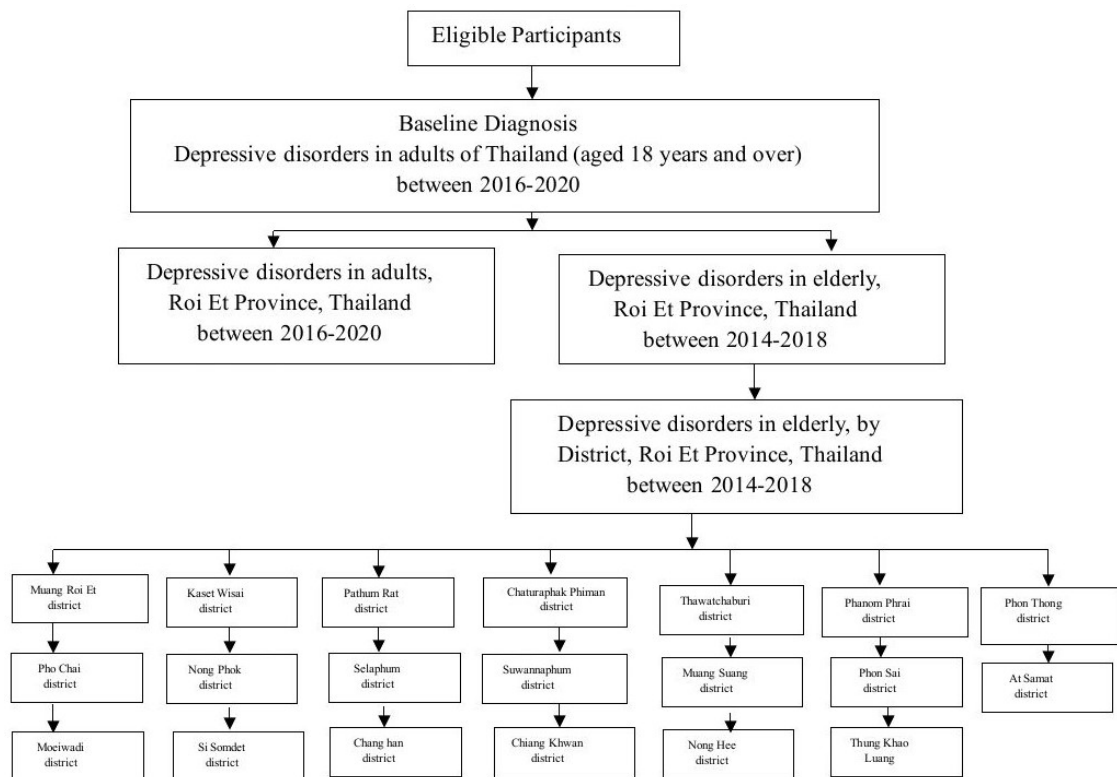 Eligible Participants
Baseline Diagnosis
Depressive disorders in adults of Thailand (aged 18 years and over)
between 2016-2020
Depressive disorders in adults,
Roi Et Province, Thailand
between 2016-2020
Depressive disorders in elderly,
Roi Et Province, Thailand
between 2014-2018
Depressive disorders in elderly, by
District, Roi Et Province, Thailand
between 2014-2018
Muang Roi Et
district
Kaset Wisai
district
Pathum Rat
district
Chaturaphak Phiman
district
Thawatchaburi
district
Phanom Phrai
district
Phon Thong
district
Pho Chai
district
Nong Phok
district
Selaphum
district
Suwannaphum
district
Muang Suang
district
Phon Sai
district
At Samat
district
Moeiwadi
district
Si Somdet
district
Chang han
district
Chiang Khwan
district
Nong Hee
district
Thung Khao
Luang